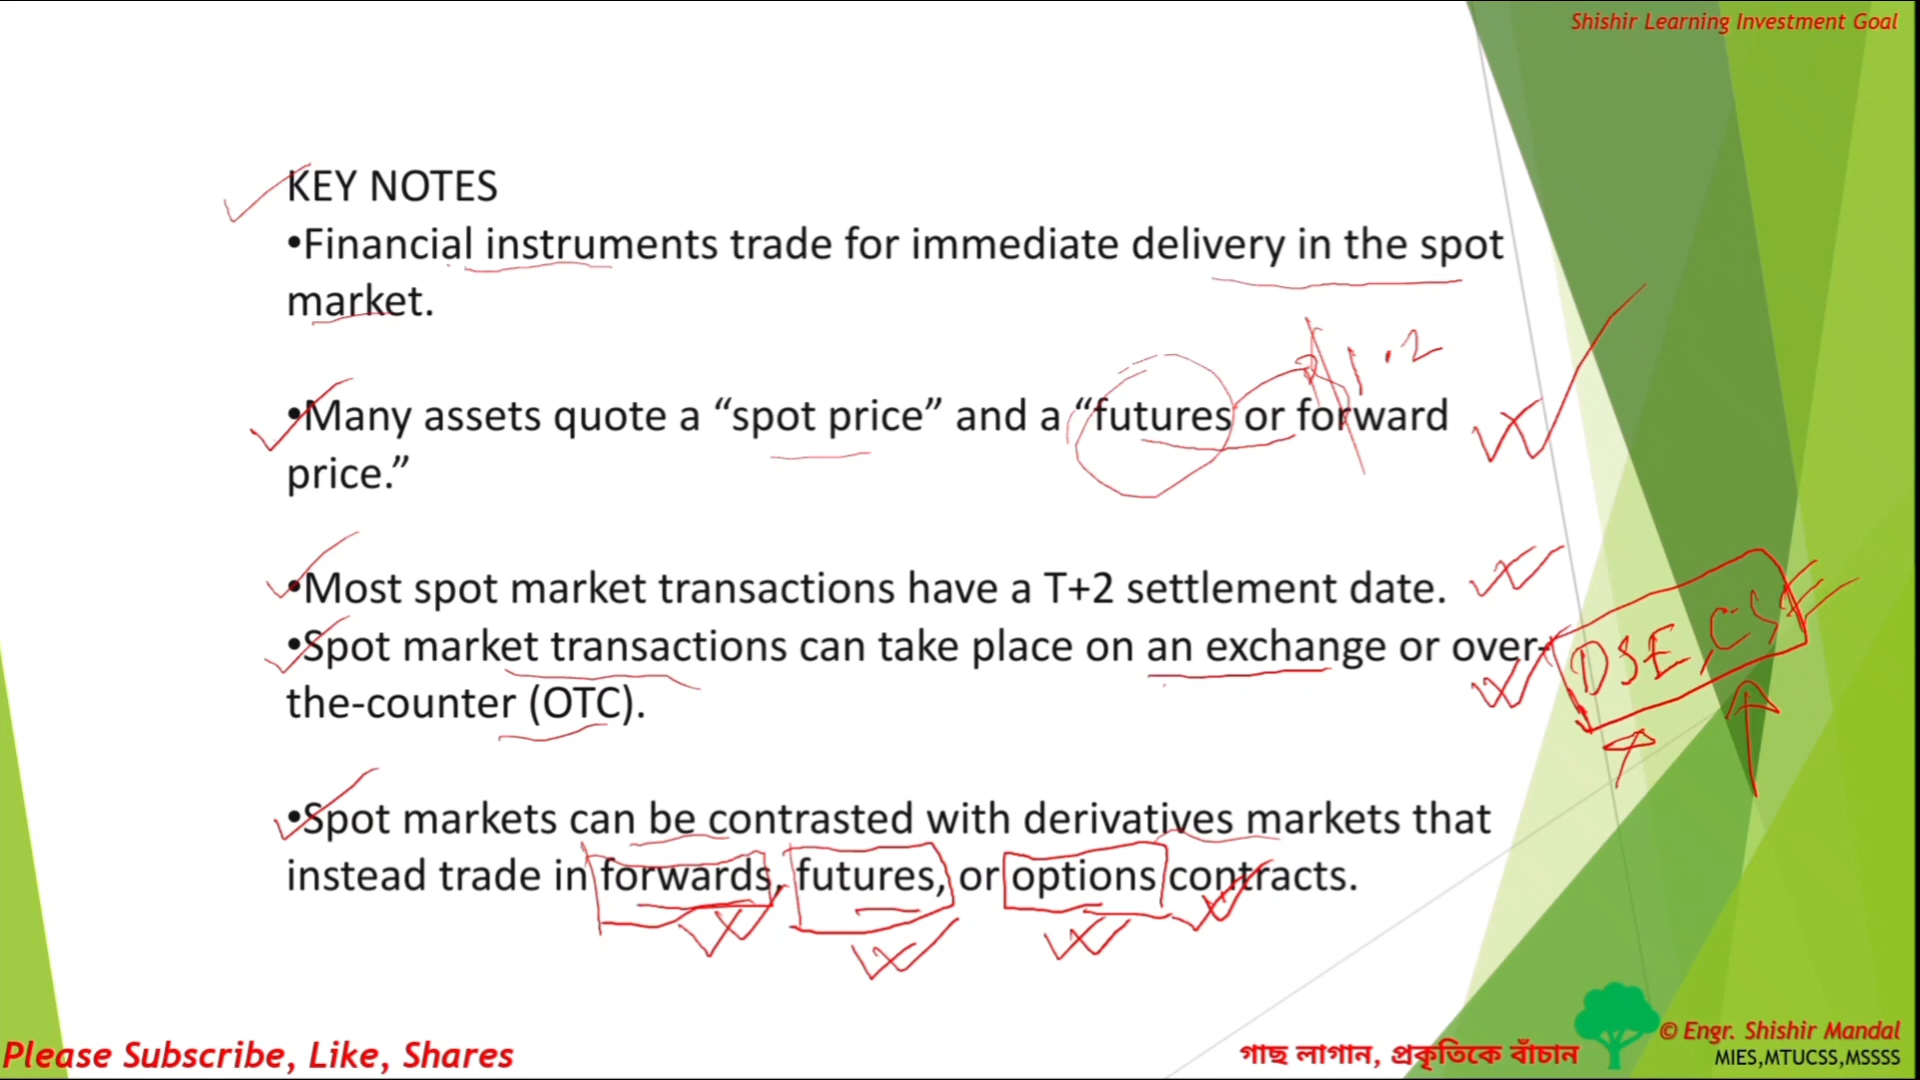 Shishir Learning Investment Goal
KEY NOTES
•Financial instruments trade for immediate delivery in the spot
market.
1.2
•Many assets quote a “spot price” and a “futures or forward
price.”
•Most spot market transactions have a T+2 settlement date.
•Spot market transactions can take place on an exchange or over-
the-counter (OTC).
DSE, CSE
•Spot markets can be contrasted with derivatives markets that
instead trade in forwards, futures, or options contracts.
Please Subscribe, Like, Shares
গাছ লাগান, প্রকৃতিকে বাঁচান
© Engr. Shishir Mandal
MIES,MTUCSS,MSSSS